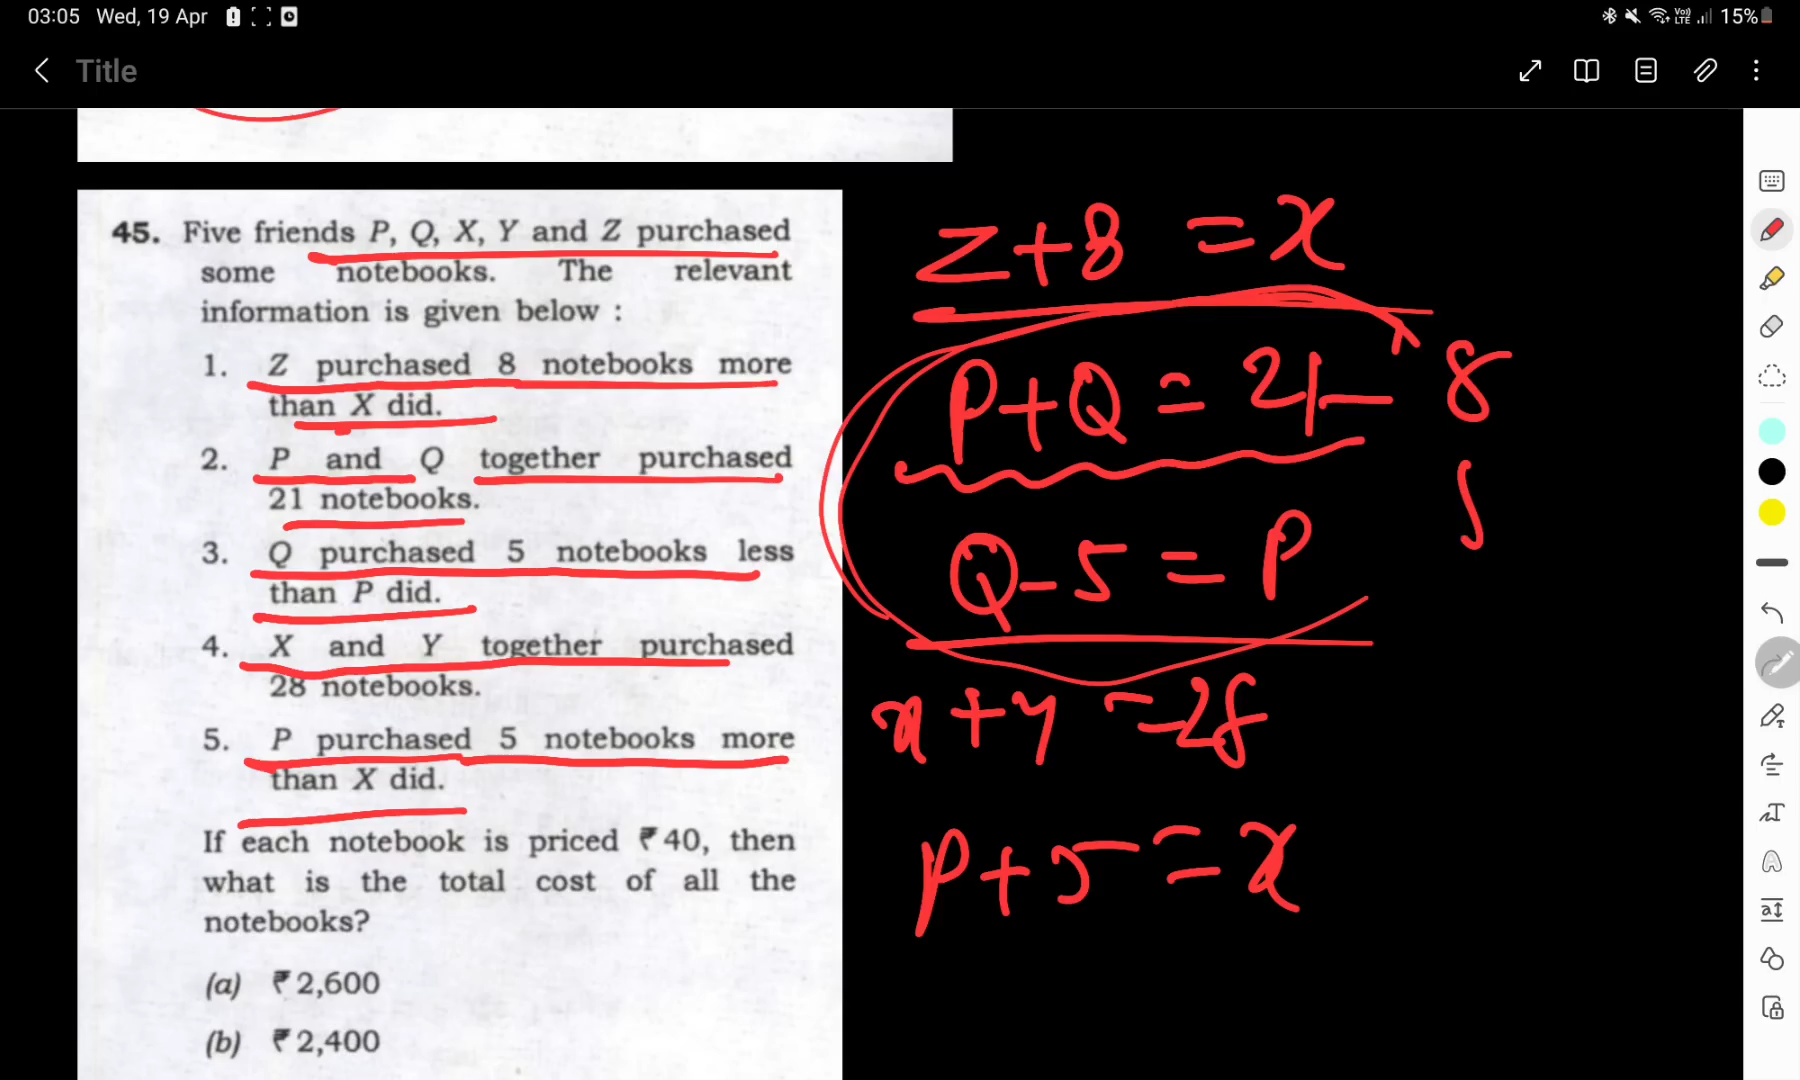 03:05 Wed, 19 Apr
Vo))
LTE
15%
Title
45. Five friends P, Q, X, Y and Z purchased
some notebooks. The relevant
information is given below :
1. Z purchased 8 notebooks more
than X did.
2. P and Q together purchased
21 notebooks.
3. Q purchased 5 notebooks less
than P did.
4. X and Y together purchased
28 notebooks.
5. P purchased 5 notebooks more
than X did.
If each notebook is priced ₹ 40, then
what is the total cost of all the
notebooks?
(a) ₹ 2,600
(b) ₹ 2,400
Z+8 = x
P+Q = 21 – 8
Q – 5 = P
x + y = 28
P + 5 = x